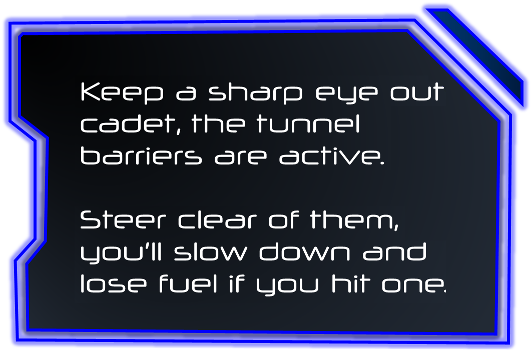 Keep a sharp eye out
cadet, the tunnel
barriers are active.
Steer clear of them,
you'll slow down and
lose fuel if you hit one.